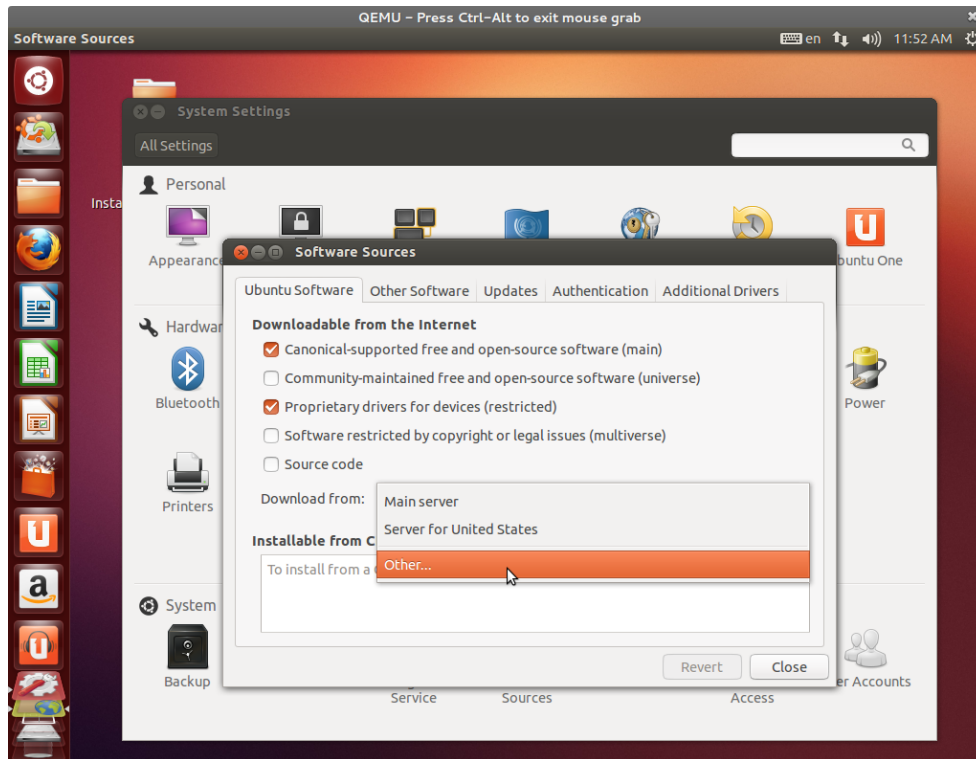 QEMU - Press Ctrl-Alt to exit mouse grab
Software Sources
en
11:52 AM
System Settings
All Settings
Personal
Insta
Appearance
buntu One
Software Sources
Ubuntu Software
Other Software
Updates
Authentication
Additional Drivers
Downloadable from the Internet
Canonical-supported free and open-source software (main)
Community-maintained free and open-source software (universe)
Proprietary drivers for devices (restricted)
Software restricted by copyright or legal issues (multiverse)
Source code
Download from:
Main server
Server for United States
Other...
Installable from C
To install from a
Revert
Close
Hardwar
Bluetooth
Power
Printers
System
Backup
Service
Sources
Access
er Accounts